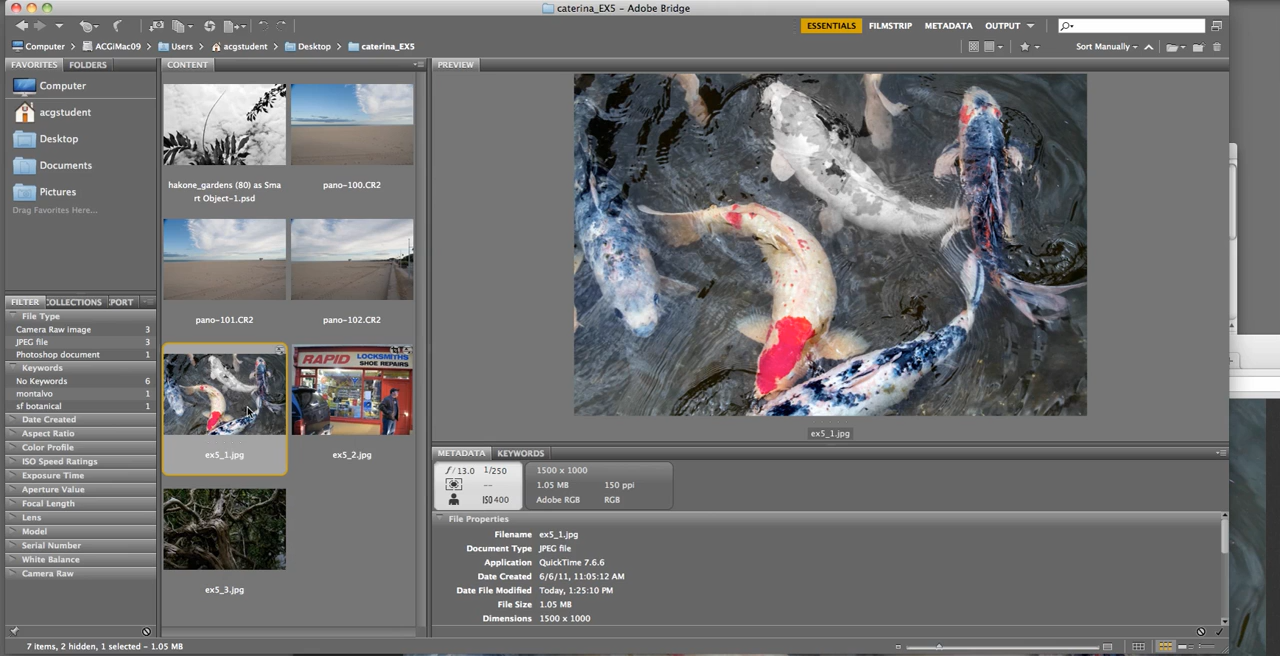 caterina_EX5 – Adobe Bridge
ESSENTIALS FILMSTRIP METADATA OUTPUT
Computer ACGiMac09 Users acgstudent Desktop caterina_EX5
Sort Manually
FAVORITES FOLDERS
Computer
acgstudent
Desktop
Documents
Pictures
Drag Favorites Here...
FILTER :OLLECTIONS :PORT
File Type
Camera Raw image 3
JPEG file 3
Photoshop document 1
Keywords
No Keywords 6
montalvo 1
sf botanical 1
Date Created
Aspect Ratio
Color Profile
ISO Speed Ratings
Exposure Time
Aperture Value
Focal Length
Lens
Model
Serial Number
White Balance
Camera Raw
CONTENT
hakone_gardens (80) as Sma
rt Object-1.psd
pano-100.CR2
pano-101.CR2
pano-102.CR2
RAPID LOCKSMITHS
SHOE REPAIRS
ex5_1.jpg
ex5_2.jpg
ex5_3.jpg
PREVIEW
ex5_1.jpg
METADATA KEYWORDS
f/13.0 1/250
--
ISO400
1500 x 1000
1.05 MB 150 ppi
Adobe RGB RGB
File Properties
Filename ex5_1.jpg
Document Type JPEG file
Application QuickTime 7.6.6
Date Created 6/6/11, 11:05:12 AM
Date File Modified Today, 1:25:10 PM
File Size 1.05 MB
Dimensions 1500 x 1000
7 items, 2 hidden, 1 selected – 1.05 MB